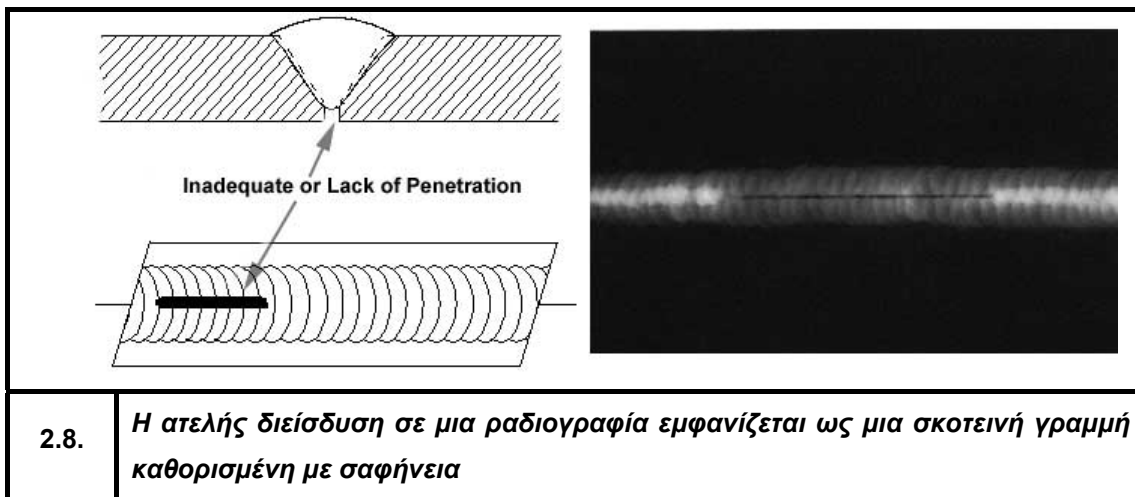 Inadequate or Lack of Penetration
2.8.
Η ατελής διείσδυση σε μια ραδιογραφία εμφανίζεται ως μια σκοτεινή γραμμή
καθορισμένη με σαφήνεια